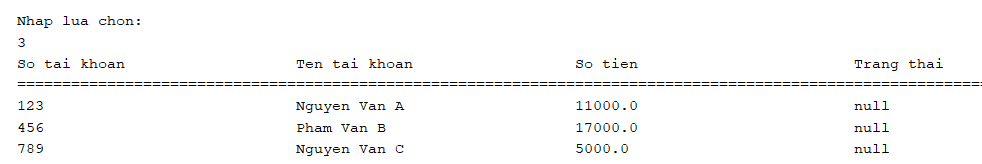 Nhap lua chon:
3
So tai khoan Ten tai khoan So tien Trang thai
==========================================================================================================
123 Nguyen Van A 11000.0 null
456 Pham Van B 17000.0 null
789 Nguyen Van C 5000.0 null